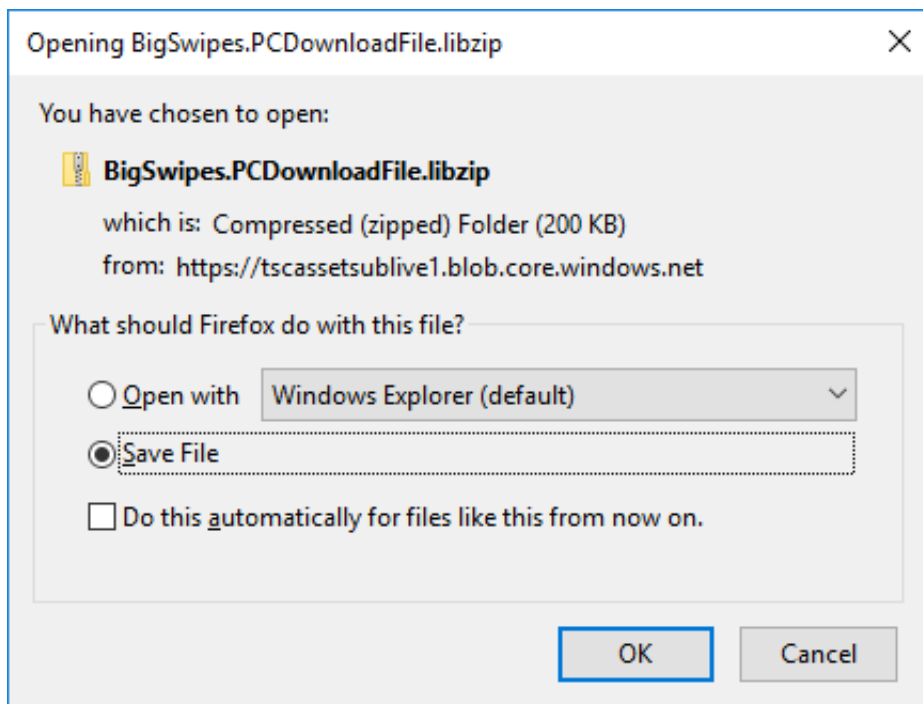 Opening BigSwipes.PCDownloadFile.libzip
You have chosen to open:
BigSwipes.PCDownloadFile.libzip
which is: Compressed (zipped) Folder (200 KB)
from: https://tscassetsublive1.blob.core.windows.net
What should Firefox do with this file?
Open with Windows Explorer (default)
Save File
Do this automatically for files like this from now on.
OK Cancel